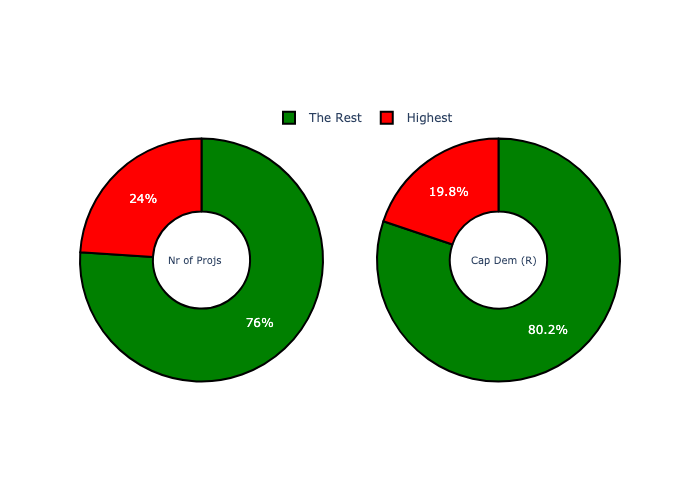 The Rest
Highest
24%
Nr of Projs
76%
19.8%
Cap Dem (R)
80.2%